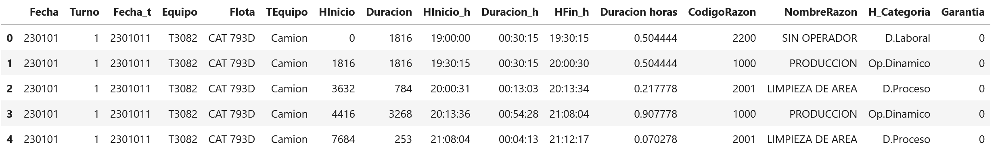 Fecha Turno Fecha_t Equipo Flota TEquipo HInicio Duracion HInicio_h Duracion_h HFin_h Duracion horas CodigoRazon NombreRazon H_Categoria Garantia
0 230101 1 2301011 T3082 CAT 793D Camion 0 1816 19:00:00 00:30:15 19:30:15 0.504444 2200 SIN OPERADOR D.Laboral 0
1 230101 1 2301011 T3082 CAT 793D Camion 1816 1816 19:30:15 00:30:15 20:00:30 0.504444 1000 PRODUCCION Op.Dinamico 0
2 230101 1 2301011 T3082 CAT 793D Camion 3632 784 20:00:31 00:13:03 20:13:34 0.217778 2001 LIMPIEZA DE AREA D.Proceso 0
3 230101 1 2301011 T3082 CAT 793D Camion 4416 3268 20:13:36 00:54:28 21:08:04 0.907778 1000 PRODUCCION Op.Dinamico 0
4 230101 1 2301011 T3082 CAT 793D Camion 7684 253 21:08:04 00:04:13 21:12:17 0.070278 2001 LIMPIEZA DE AREA D.Proceso 0